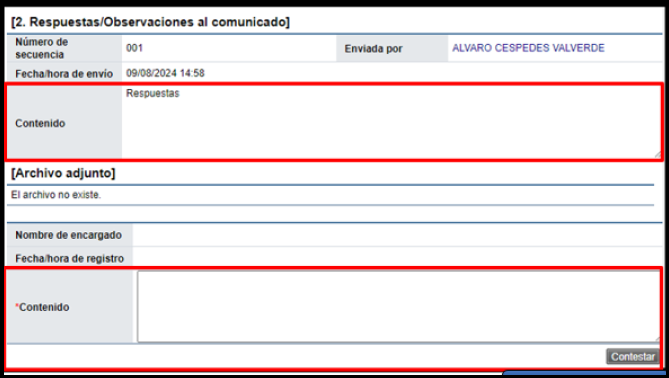 [2. Respuestas/Observaciones al comunicado]
Número de secuencia 001 Enviada por ALVARO CESPEDES VALVERDE
Fecha/hora de envío 09/08/2024 14:58
Contenido Respuestas
[Archivo adjunto]
El archivo no existe.
Nombre de encargado
Fecha/hora de registro
*Contenido
Contestar